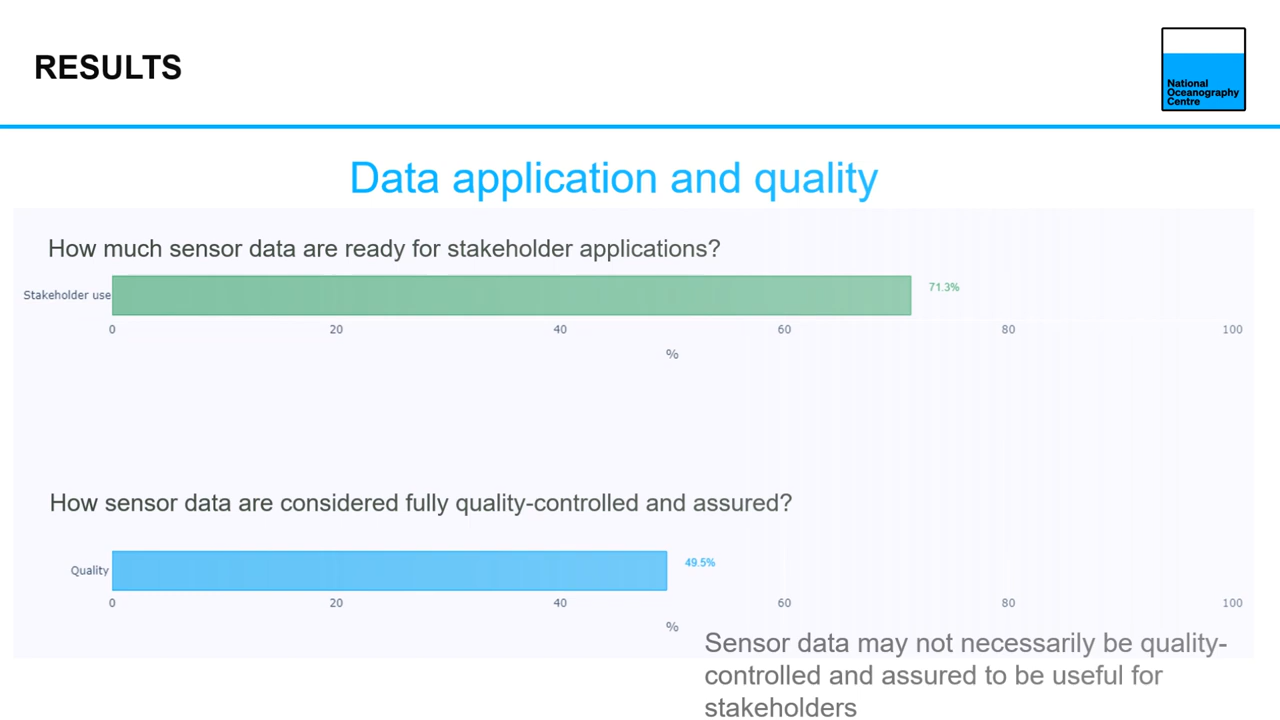 RESULTS
National
Oceanography
Centre
Data application and quality
How much sensor data are ready for stakeholder applications?
Stakeholder use
71.3%
0 20 40 60 80 100
%
How sensor data are considered fully quality-controlled and assured?
Quality
49.5%
0 20 40 60 80 100
%
Sensor data may not necessarily be quality-
controlled and assured to be useful for
stakeholders